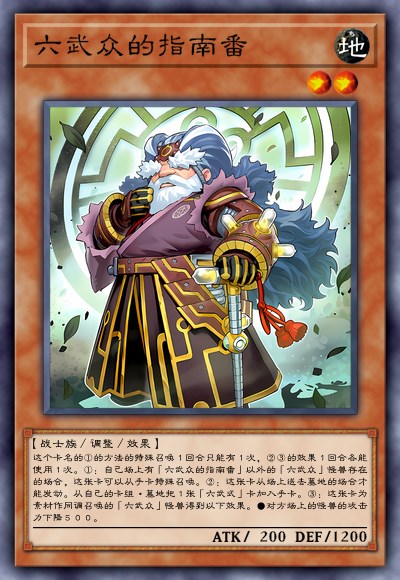 六武众的指南番
地
【战士族／调整／效果】
这个卡名的①的方法的特殊召唤1回合只能有1次，②③的效果1回合各能
使用1次。①：自己场上有「六武众的指南番」以外的「六武众」怪兽存在
的场合，这张卡可以从手卡特殊召唤。②：这张卡从场上送去墓地的场合才
能发动。从自己的卡组·墓地把1张「六武式」卡加入手卡。③：这张卡为
素材作同调召唤的「六武众」怪兽得到以下效果。●对方场上的怪兽的攻击
力下降５００。
ATK/ 200 DEF/1200